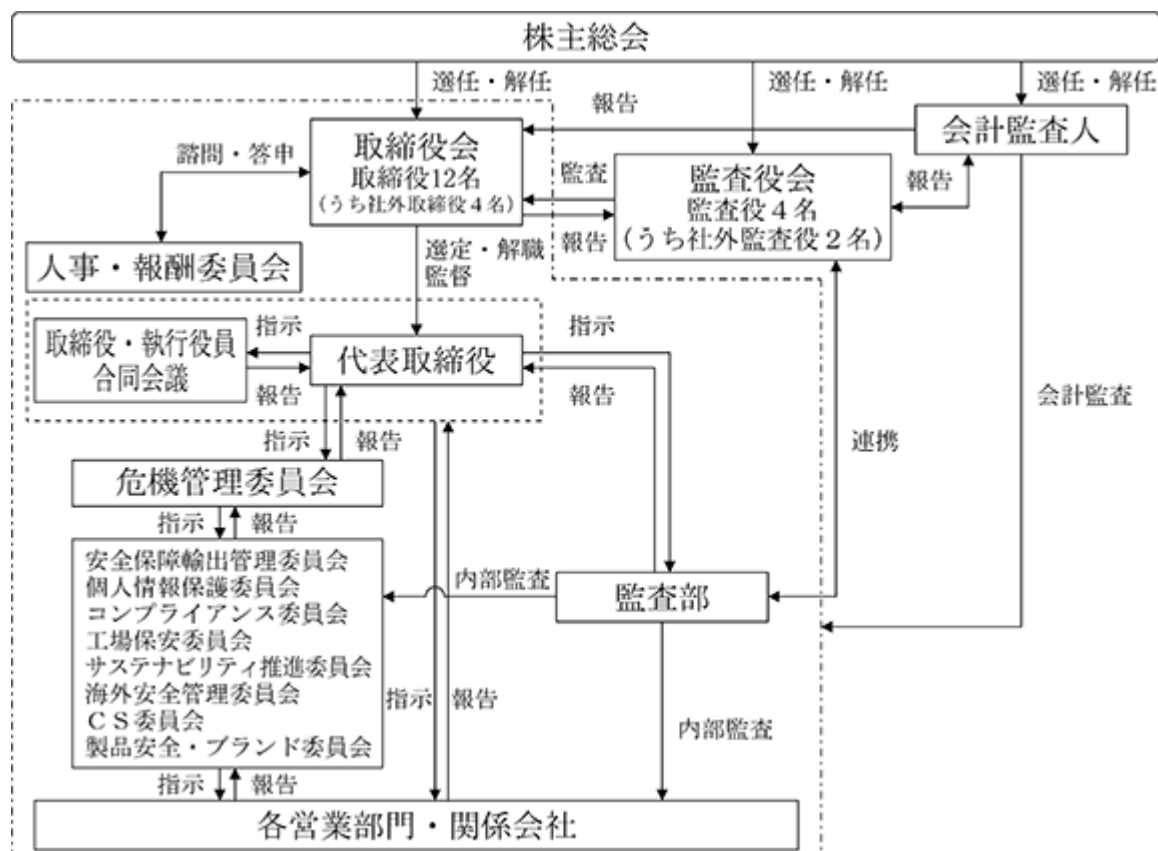 株主総会
選任・解任
選任・解任
選任・解任
報告
会計監査人
取締役会
取締役12名
(うち社外取締役4名)
諮問・答申
監査
報告
監査役会
監査役4名
(うち社外監査役2名)
報告
人事・報酬委員会
選定・解職
監督
取締役・執行役員
合同会議
指示
報告
代表取締役
指示
報告
会計監査
連携
指示
報告
危機管理委員会
指示
報告
安全保障輸出管理委員会
個人情報保護委員会
コンプライアンス委員会
工場保安委員会
サステナビリティ推進委員会
海外安全管理委員会
CS委員会
製品安全・ブランド委員会
内部監査
監査部
指示
報告
内部監査
指示
報告
各営業部門・関係会社